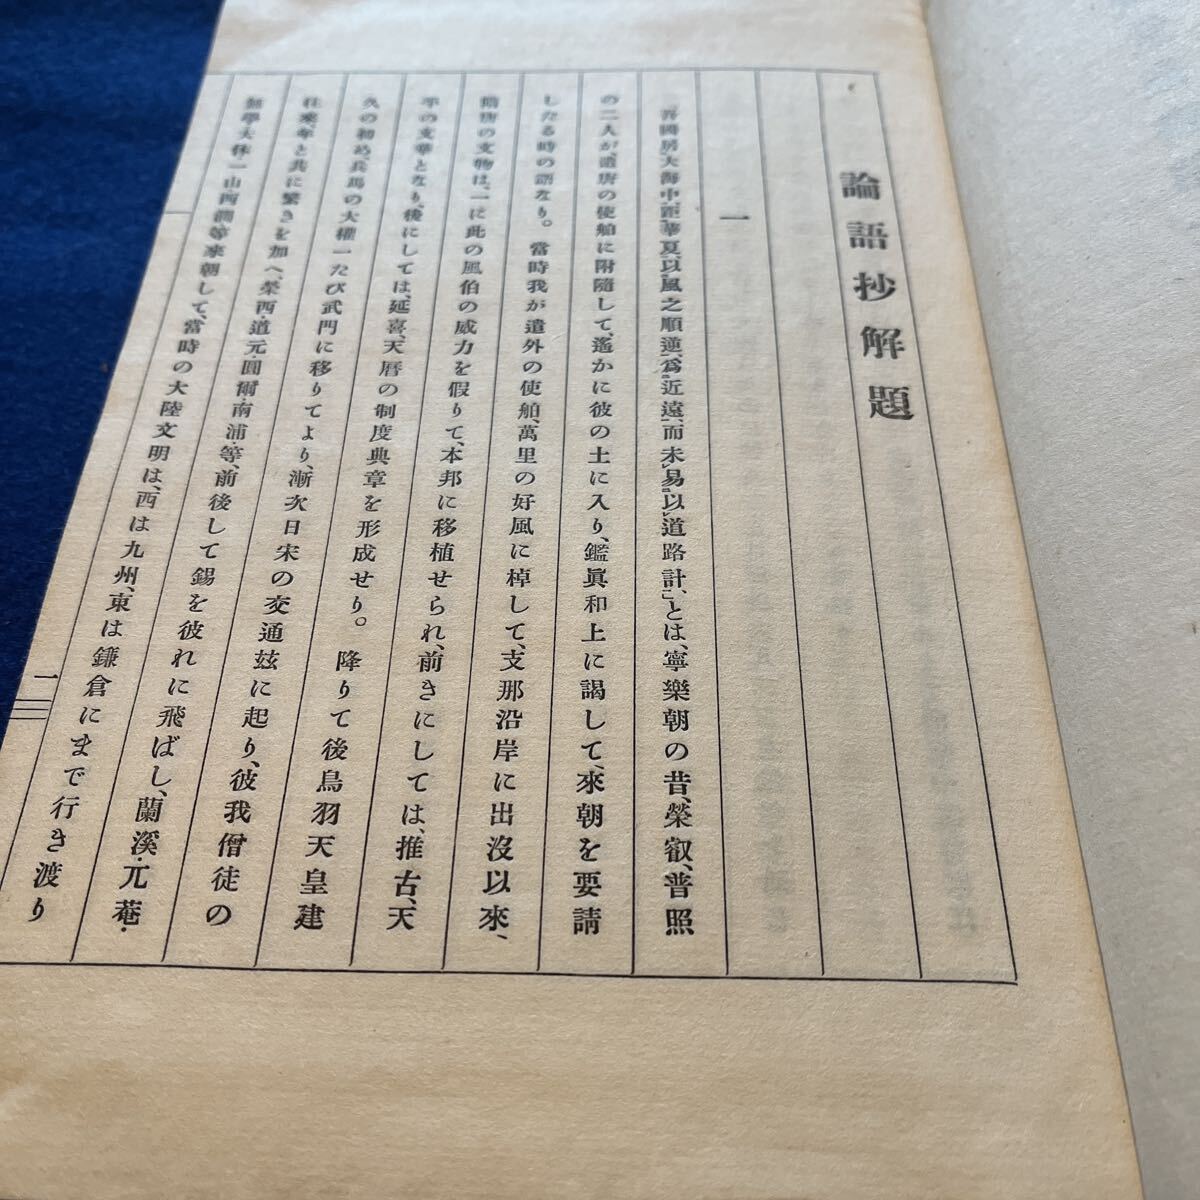 論語抄解題
一
「吾國居大海中、距華夏、以風之順逆、爲近遠、而未易以道路計、」とは、寧樂朝の昔、榮叡、普照
の二人が、遣唐の使舶に附隨して、遙かに彼の土に入り、鑑眞和上に謁して、來朝を要請
したる時の語なり。當時我が遣外の使舶、萬里の好風に棹して、支那沿岸に出沒以來、
隋唐の文物は、一に此の風伯の威力を假りて、本邦に移植せられ、前きにしては、推古、天
平の文華となり、後にしては、延喜、天暦の制度典章を形成せり。降りて後鳥羽天皇建
久の初め、兵馬の大權一たび武門に移りてより、漸次日宋の交通玆に起り、彼我僧徒の
往來、年と共に繁きを加へ、榮西・道元・圓爾・南浦・等、前後して錫を彼れに飛ばし、蘭溪・兀菴・
無學・大休・一山・西澗等來朝して、當時の大陸文明は、西は九州、東は鎌倉にまで行き渡り
一